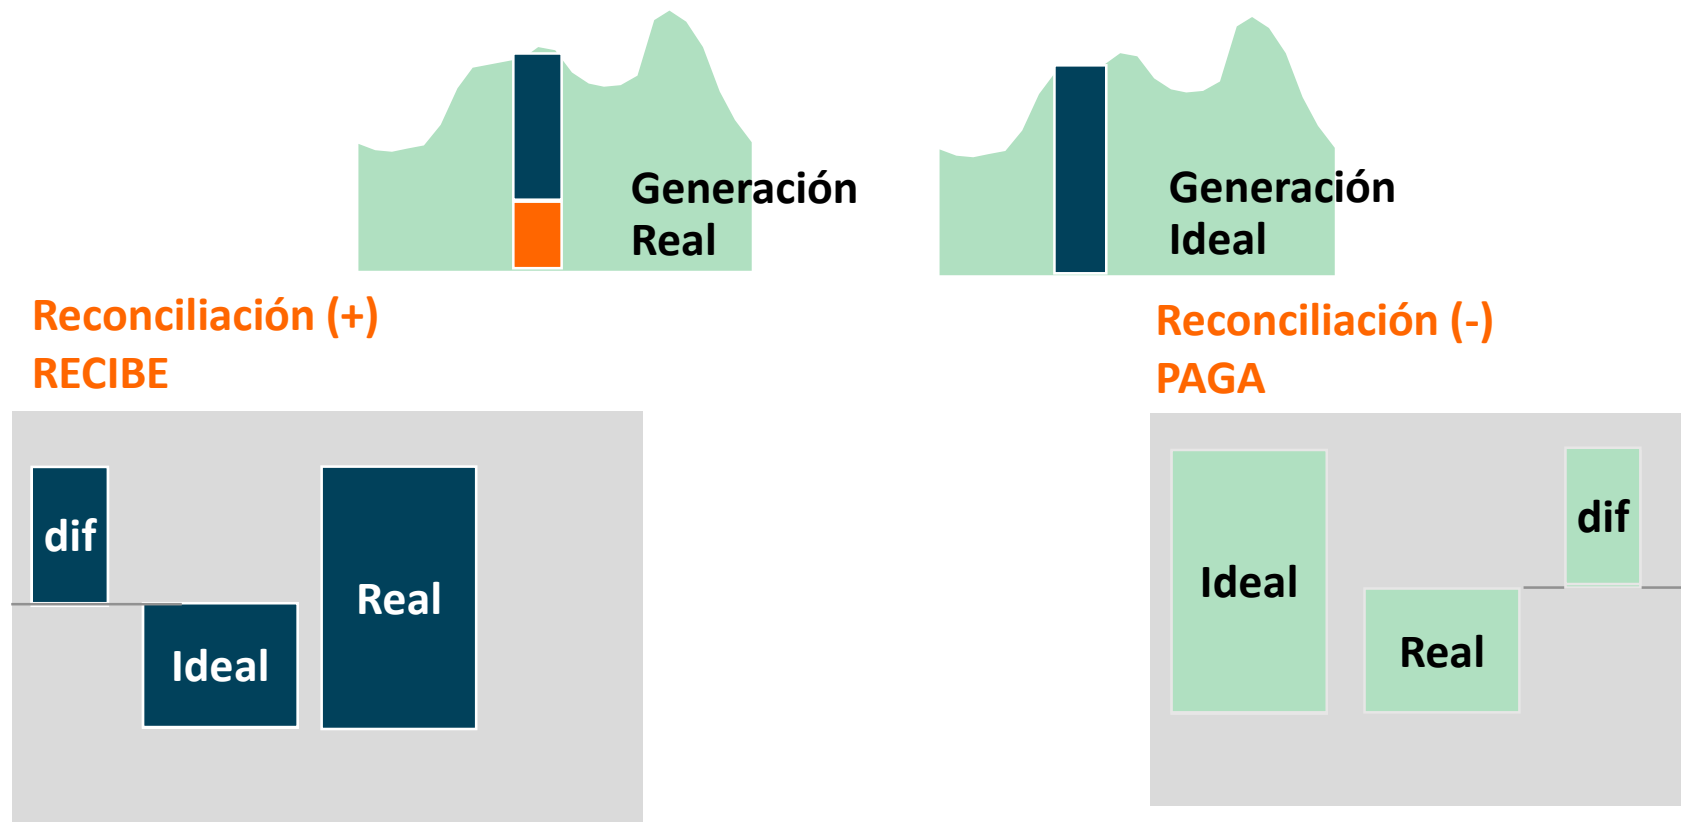 Generación
Real
Generación
Ideal
Reconciliación (+)
RECIBE
Reconciliación (-)
PAGA
dif
Ideal
Real
Ideal
Real
dif